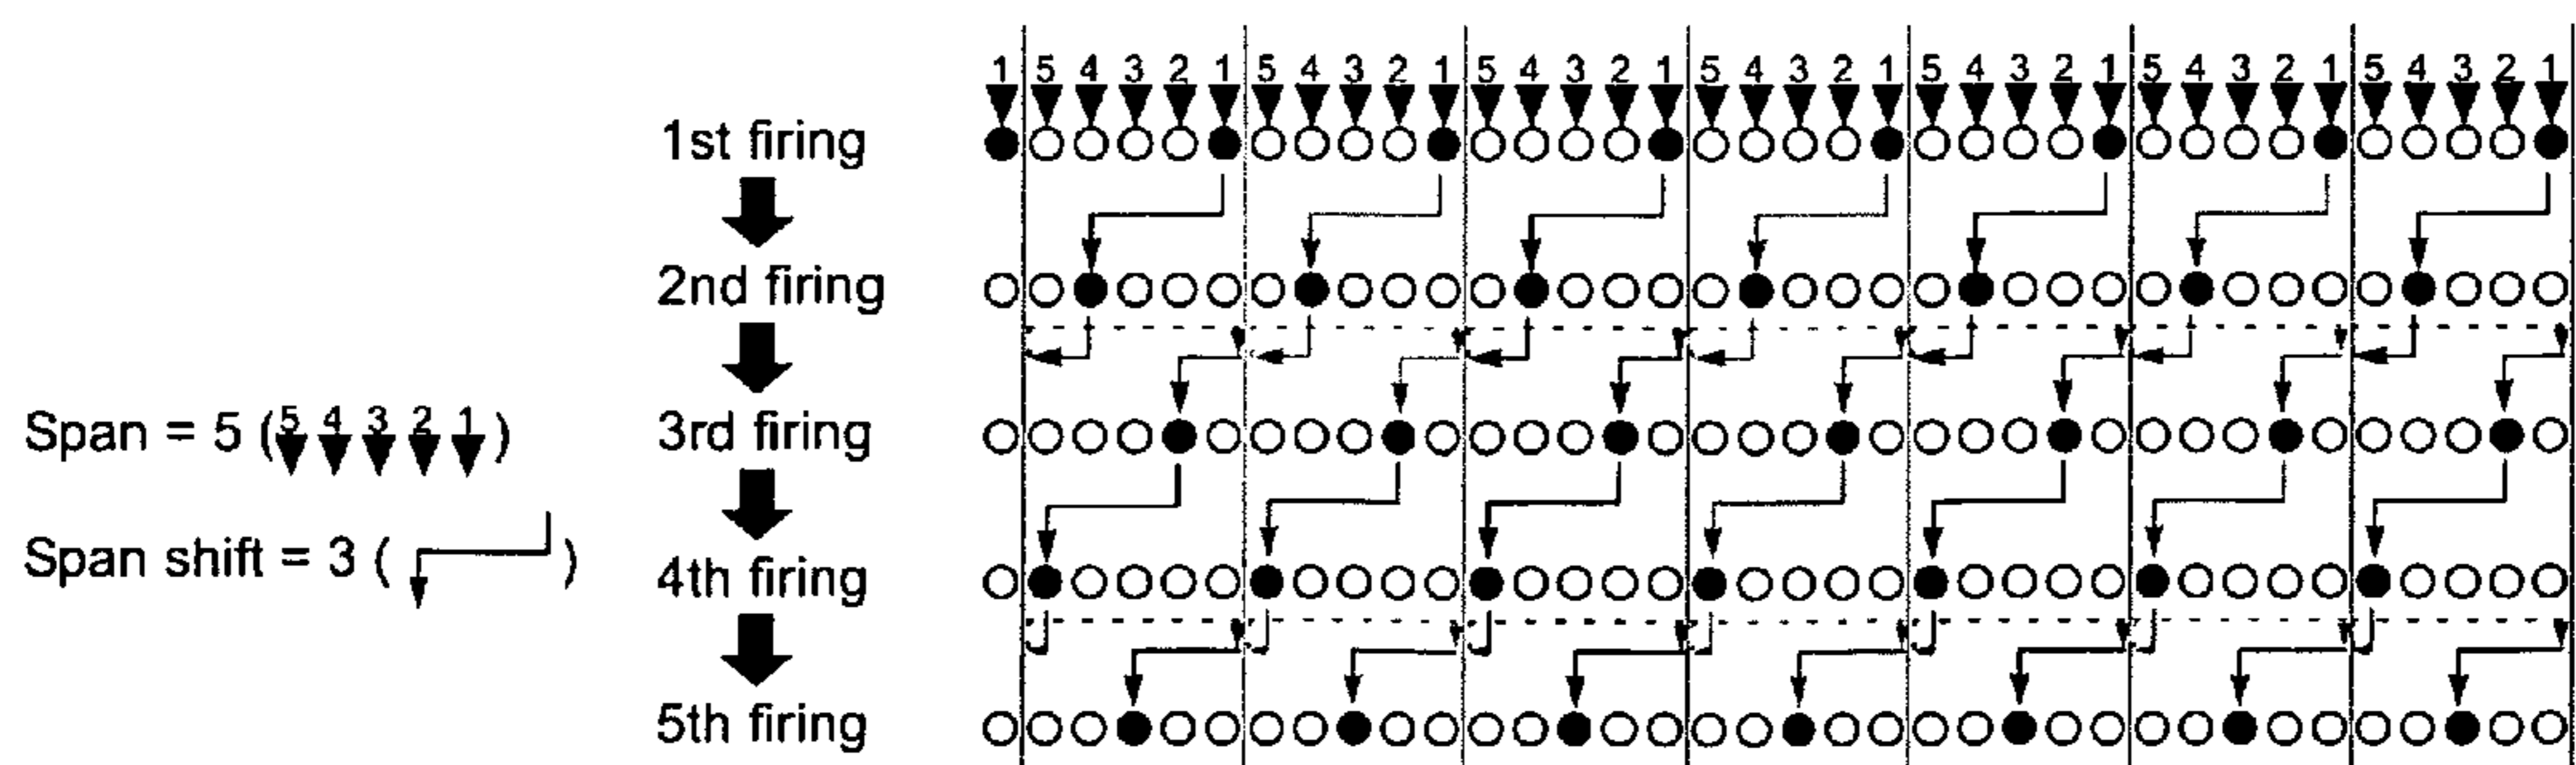 1 5 4 3 2 1 5 4 3 2 1 5 4 3 2 1 5 4 3 2 1 5 4 3 2 1 5 4 3 2 1 5 4 3 2 1
1st firing
2nd firing
3rd firing
4th firing
5th firing
Span = 5 (5 4 3 2 1)
Span shift = 3 ( )